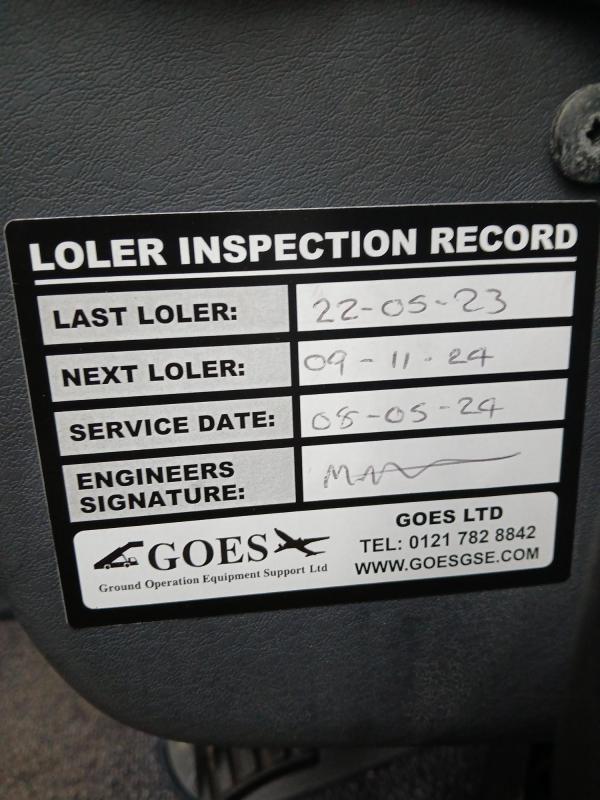 LOLER INSPECTION RECORD
LAST LOLER: 22-05-23
NEXT LOLER: 09-11-24
SERVICE DATE: 08-05-24
ENGINEERS
SIGNATURE:
GOES
Ground Operation Equipment Support Ltd
GOES LTD
TEL: 0121 782 8842
WWW.GOESGSE.COM